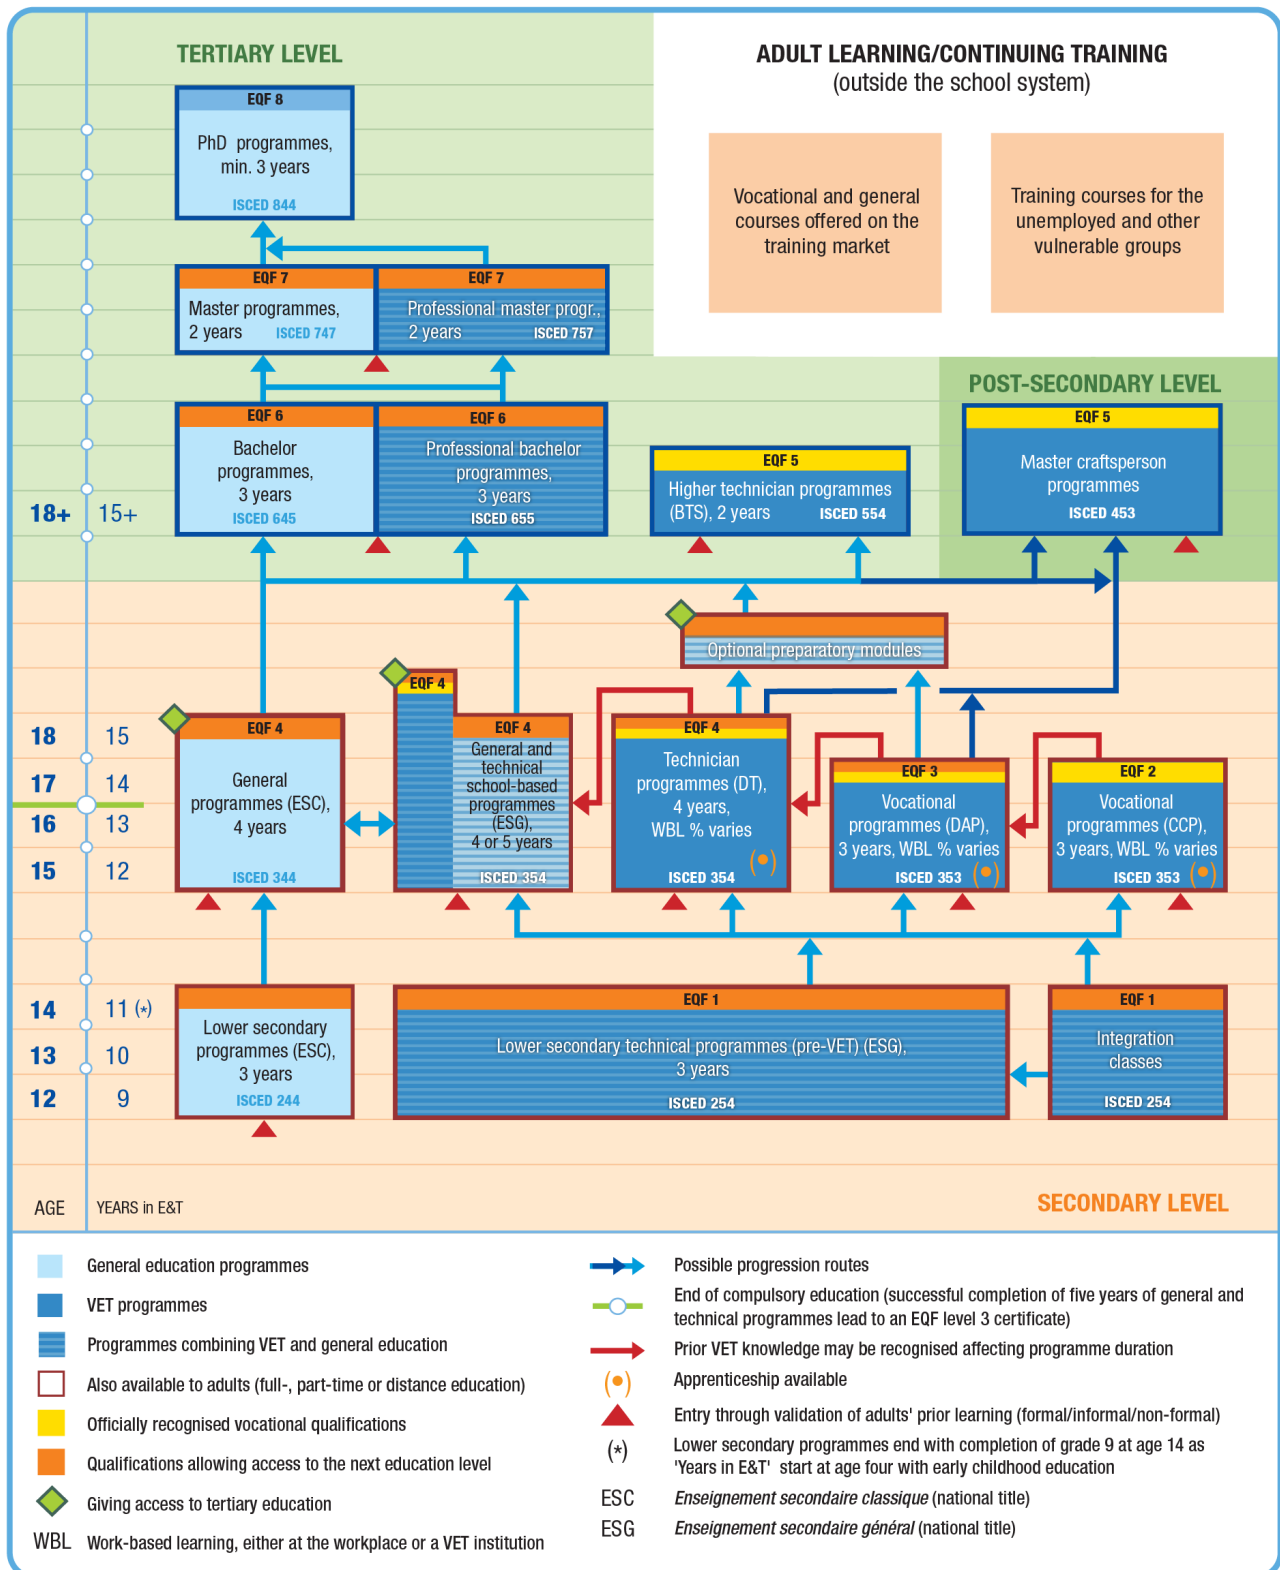 TERTIARY LEVEL
ADULT LEARNING/CONTINUING TRAINING
(outside the school system)
Vocational and general
courses offered on the
training market
Training courses for the
unemployed and other
vulnerable groups
EQF 8
PhD programmes,
min. 3 years
ISCED 844
EQF 7
Master programmes,
2 years ISCED 747
EQF 7
Professional master progr.,
2 years ISCED 757
POST-SECONDARY LEVEL
EQF 6
Bachelor
programmes,
3 years
ISCED 645
EQF 6
Professional bachelor
programmes,
3 years
ISCED 655
EQF 5
Higher technician programmes
(BTS), 2 years ISCED 554
EQF 5
Master craftsperson
programmes
ISCED 453
18+ 15+
Optional preparatory modules
18 15
17 14
16 13
15 12
EQF 4
General
programmes (ESC),
4 years
ISCED 344
EQF 4
EQF 4
General and
technical
school-based
programmes
(ESG),
4 or 5 years
ISCED 354
EQF 4
Technician
programmes (DT),
4 years,
WBL % varies
ISCED 354
EQF 3
Vocational
programmes (DAP),
3 years, WBL % varies
ISCED 353
EQF 2
Vocational
programmes (CCP),
3 years, WBL % varies
ISCED 353
14 11 (*)
13 10
12 9
Lower secondary
programmes (ESC),
3 years
ISCED 244
EQF 1
Lower secondary technical programmes (pre-VET) (ESG),
3 years
ISCED 254
EQF 1
Integration
classes
ISCED 254
AGE YEARS in E&T
SECONDARY LEVEL
General education programmes
VET programmes
Programmes combining VET and general education
Also available to adults (full-, part-time or distance education)
Officially recognised vocational qualifications
Qualifications allowing access to the next education level
Giving access to tertiary education
WBL Work-based learning, either at the workplace or a VET institution
Possible progression routes
End of compulsory education (successful completion of five years of general and
technical programmes lead to an EQF level 3 certificate)
Prior VET knowledge may be recognised affecting programme duration
Apprenticeship available
Entry through validation of adults' prior learning (formal/informal/non-formal)
(*) Lower secondary programmes end with completion of grade 9 at age 14 as
'Years in E&T' start at age four with early childhood education
ESC Enseignement secondaire classique (national title)
ESG Enseignement secondaire général (national title)